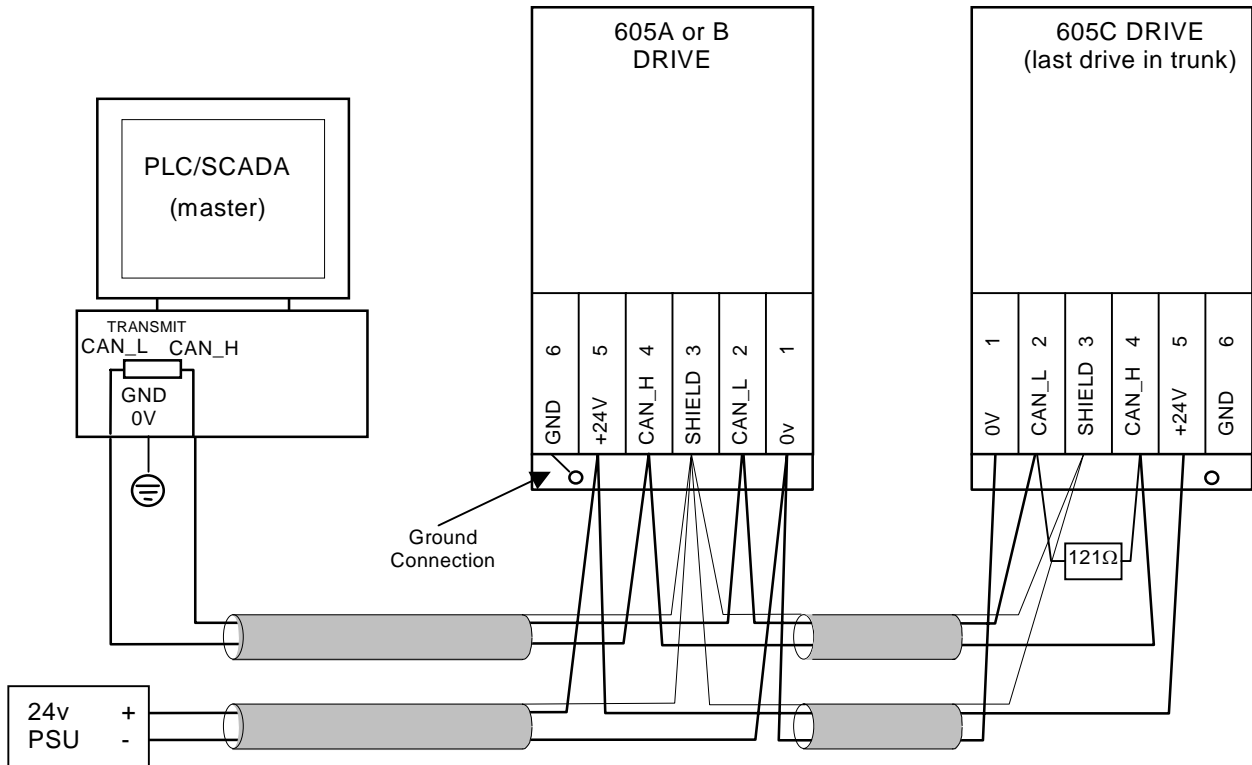 605A or B
DRIVE
605C DRIVE
(last drive in trunk)
PLC/SCADA
(master)
TRANSMIT
CAN_L CAN_H
GND
0V
GND 6
+24V 5
CAN_H 4
SHIELD 3
CAN_L 2
0v 1
0V 1
CAN_L 2
SHIELD 3
CAN_H 4
+24V 5
GND 6
Ground
Connection
121Ω
24v +
PSU -